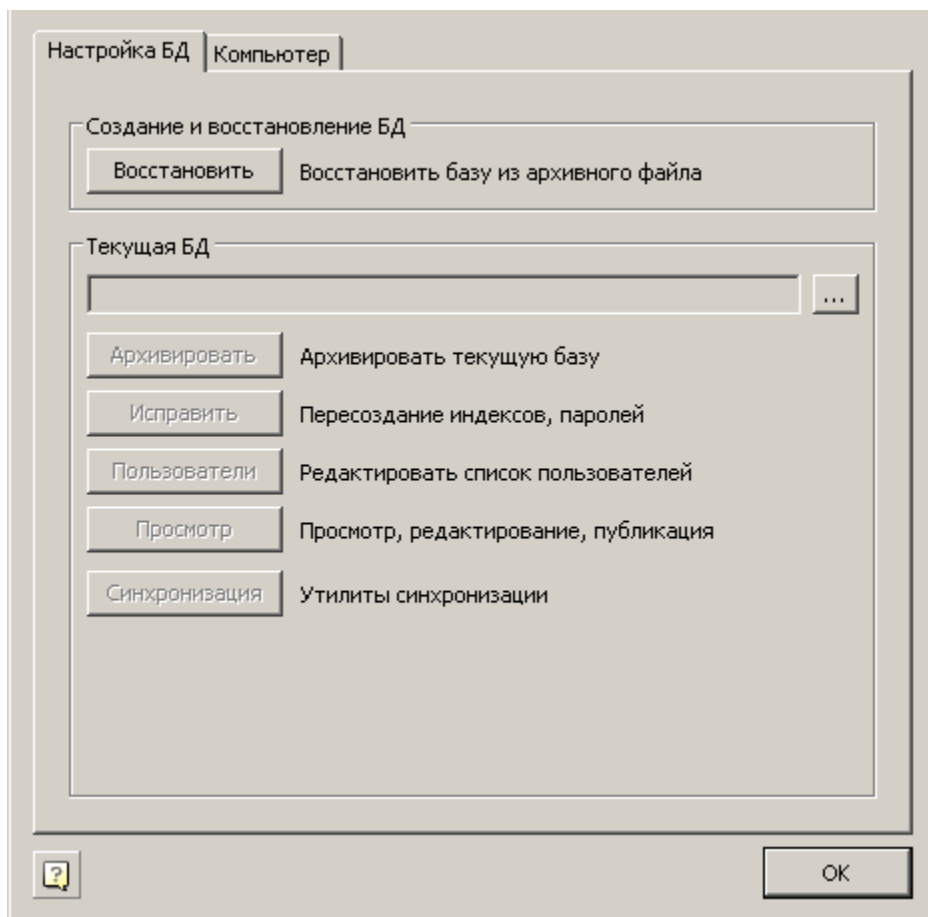 Настройка БД
Компьютер
Создание и восстановление БД
Восстановить
Восстановить базу из архивного файла
Текущая БД
...
Архивировать
Архивировать текущую базу
Исправить
Пересоздание индексов, паролей
Пользователи
Редактировать список пользователей
Просмотр
Просмотр, редактирование, публикация
Синхронизация
Утилиты синхронизации
?
OK